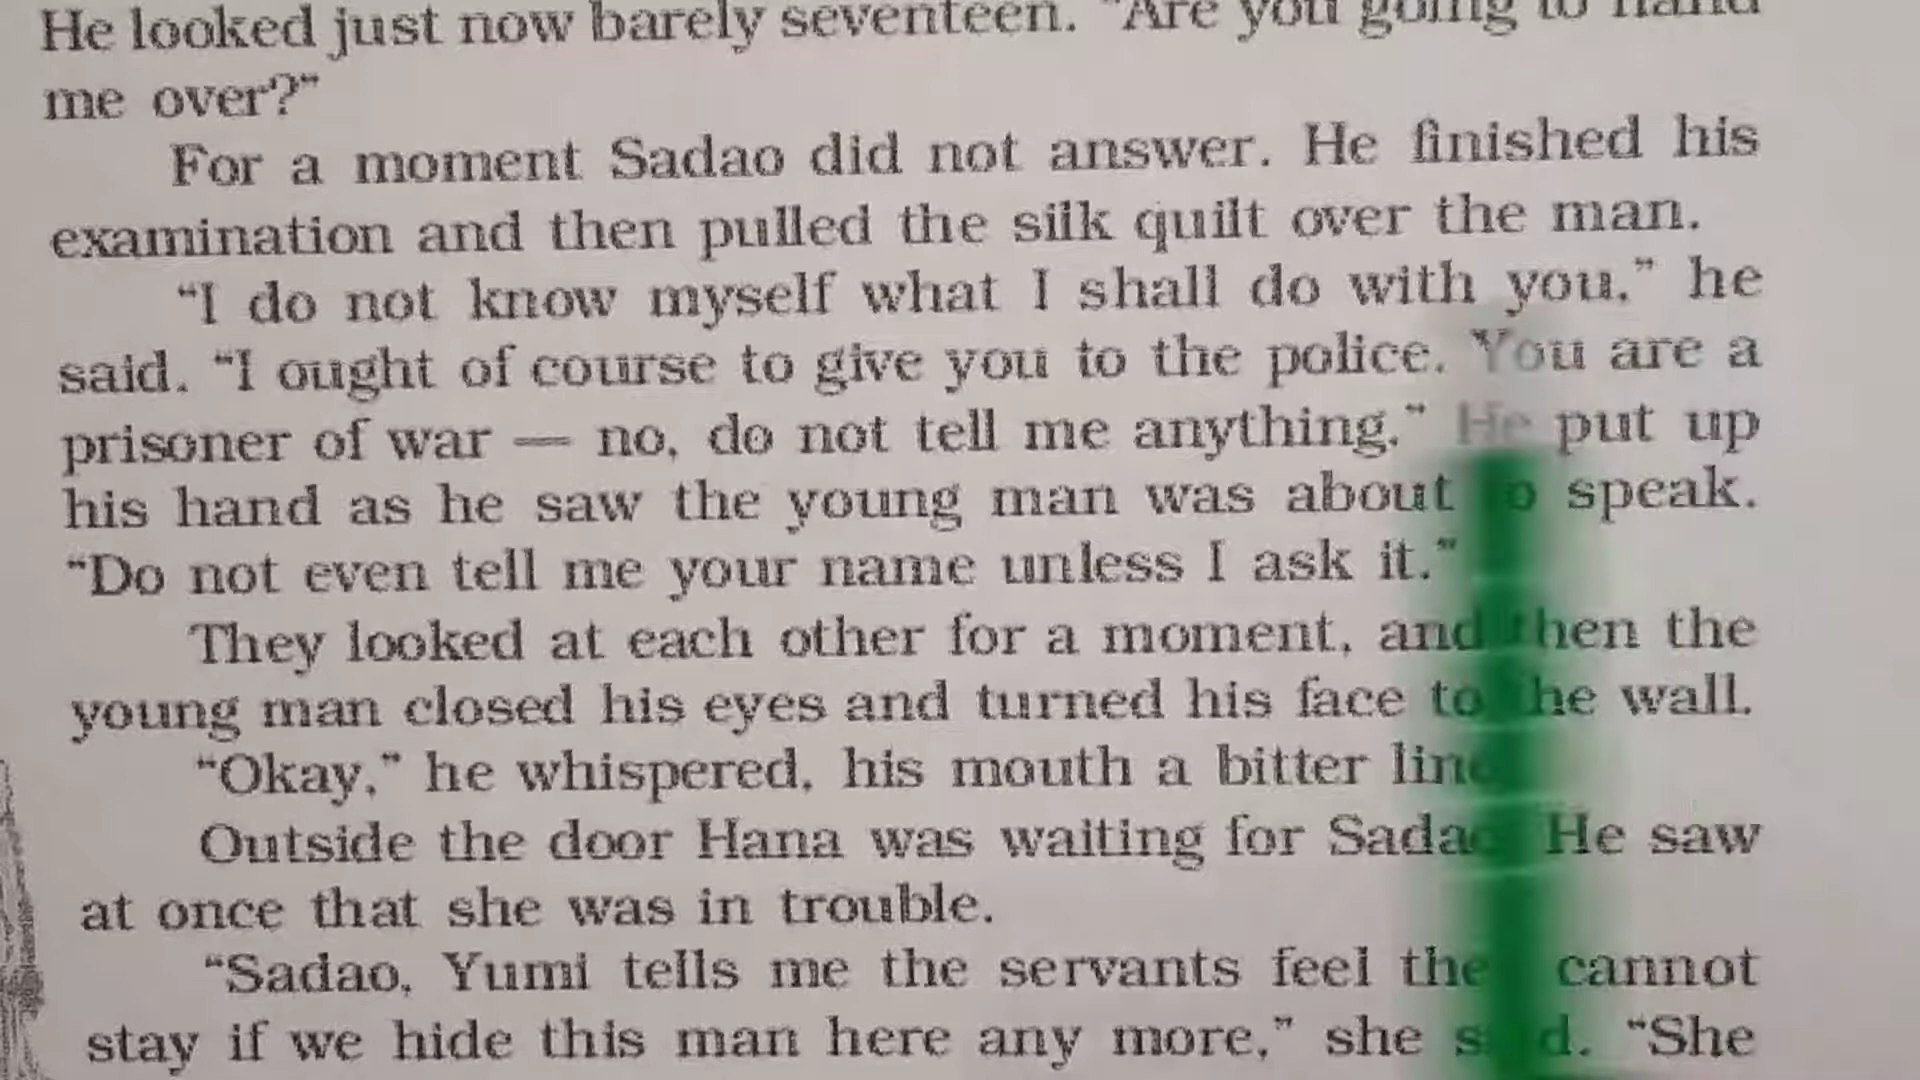 He looked just now barely seventeen. "Are you going to hand
me over?"
For a moment Sadao did not answer. He finished his
examination and then pulled the silk quilt over the man.
"I do not know myself what I shall do with you," he
said. "I ought of course to give you to the police. You are a
prisoner of war — no, do not tell me anything." He put up
his hand as he saw the young man was about speak.
"Do not even tell me your name unless I ask it."
They looked at each other for a moment, and then the
young man closed his eyes and turned his face to the wall.
"Okay," he whispered, his mouth a bitter line
Outside the door Hana was waiting for Sadao He saw
at once that she was in trouble.
"Sadao, Yumi tells me the servants feel cannot
stay if we hide this man here any more," she said. "She